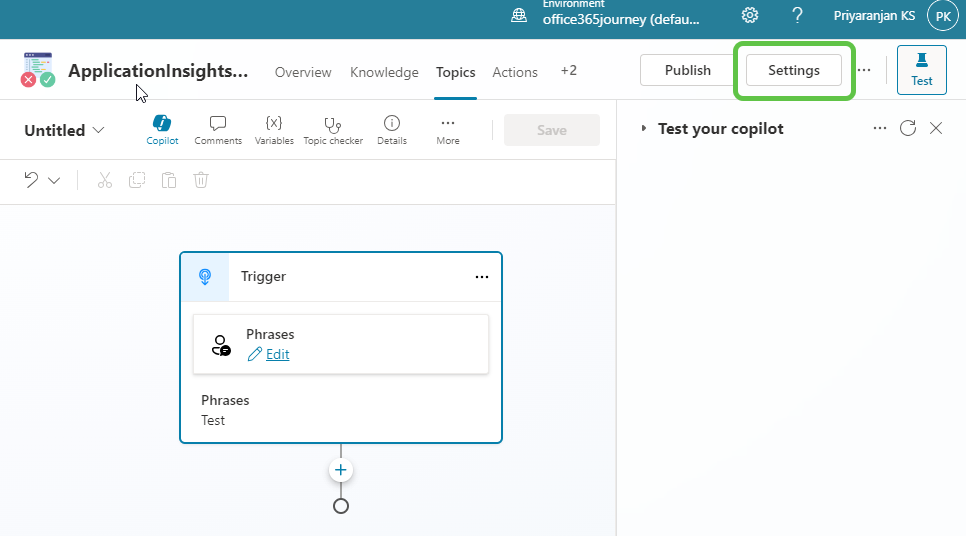 Environment
office365journey (defau...
?
Priyaranjan KS
PK
ApplicationInsights...
Overview
Knowledge
Topics
Actions
+2
Publish
Settings
...
Test
Untitled
Copilot
Comments
{x}
Variables
Topic checker
Details
...
More
Save
Test your copilot
...
Trigger
...
Phrases
Edit
Phrases
Test